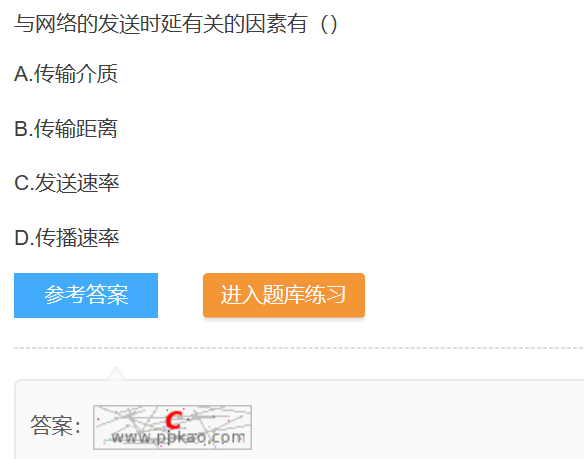 与网络的发送时延有关的因素有（）
A.传输介质
B.传输距离
C.发送速率
D.传播速率
参考答案 进入题库练习
答案： C
www.ppkao.com